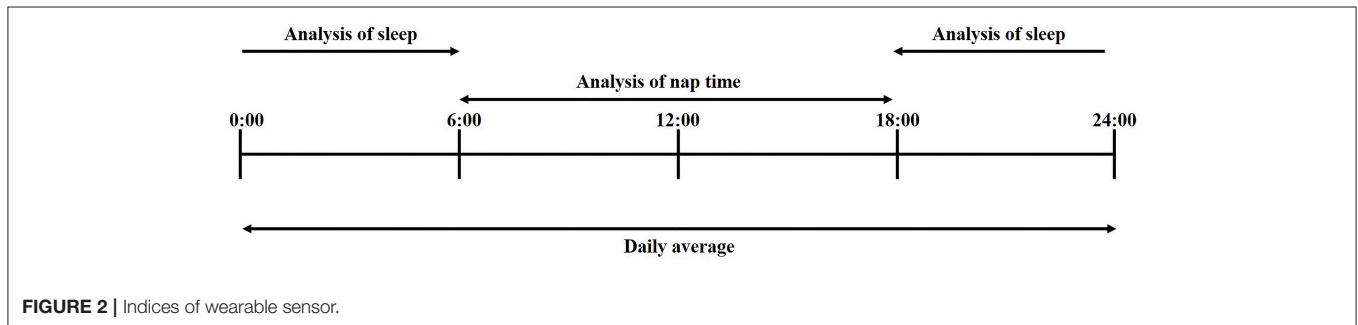 Analysis of sleep Analysis of sleep
Analysis of nap time
0:00 6:00 12:00 18:00 24:00
Daily average
FIGURE 2 | Indices of wearable sensor.